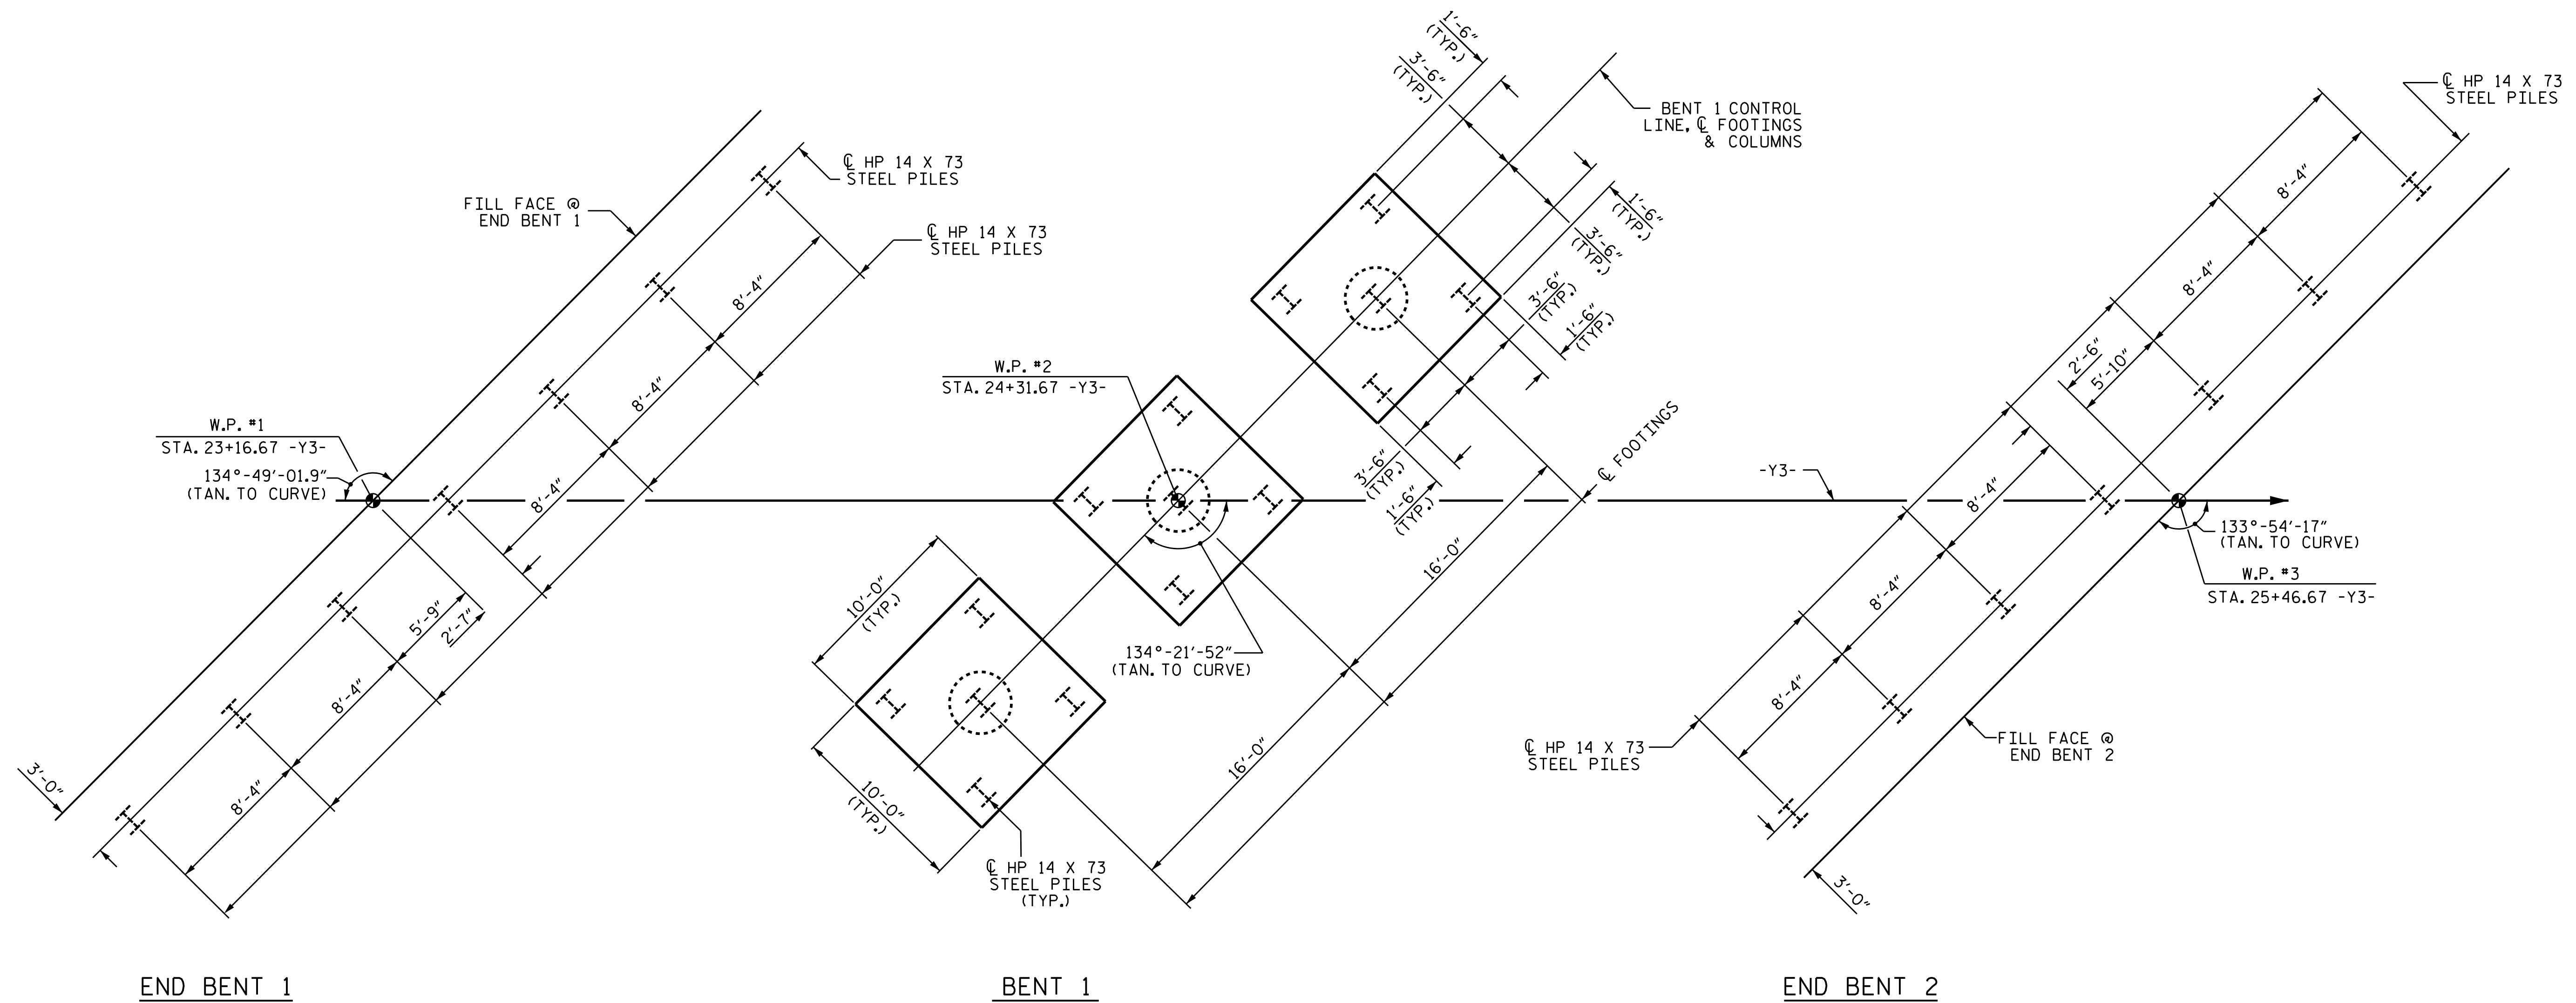 FILL FACE @
END BENT 1
℄ HP 14 X 73
STEEL PILES
℄ HP 14 X 73
STEEL PILES
W.P. #1
STA. 23+16.67 -Y3-
134°-49'-01.9"
(TAN. TO CURVE)
8'-4"
8'-4"
8'-4"
5'-9"
2'-7"
8'-4"
8'-4"
3'-0"
END BENT 1
1'-6"
(TYP.)
3'-6"
(TYP.)
BENT 1 CONTROL
LINE, ℄ FOOTINGS
& COLUMNS
1'-6"
(TYP.)
3'-6"
(TYP.)
3'-6"
(TYP.)
1'-6"
(TYP.)
3'-6"
(TYP.)
1'-6"
(TYP.)
W.P. #2
STA. 24+31.67 -Y3-
℄ FOOTINGS
16'-0"
16'-0"
134°-21'-52"
(TAN. TO CURVE)
10'-0"
(TYP.)
10'-0"
(TYP.)
℄ HP 14 X 73
STEEL PILES
(TYP.)
BENT 1
℄ HP 14 X 73
STEEL PILES
8'-4"
8'-4"
2'-6"
5'-10"
-Y3-
8'-4"
8'-4"
8'-4"
133°-54'-17"
(TAN. TO CURVE)
W.P. #3
STA. 25+46.67 -Y3-
℄ HP 14 X 73
STEEL PILES
FILL FACE @
END BENT 2
3'-0"
END BENT 2